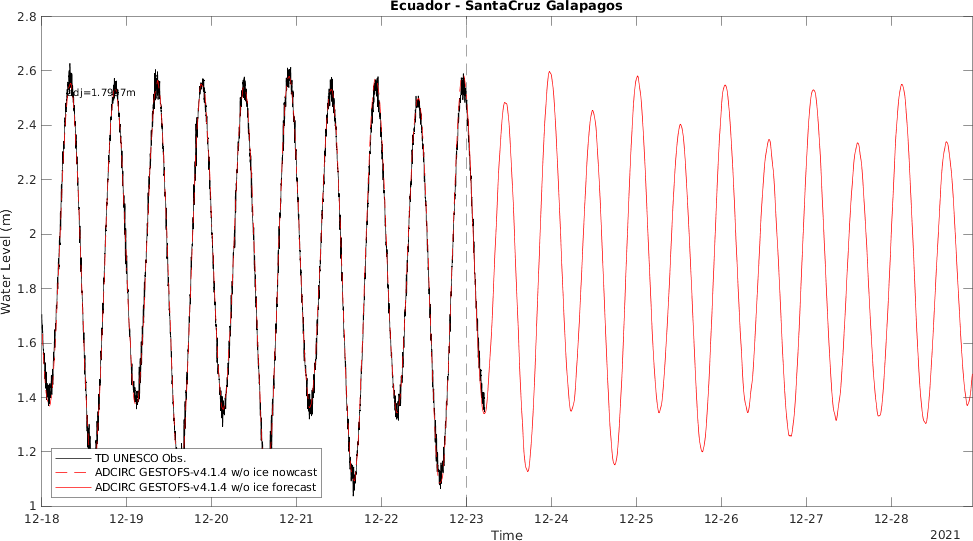 Ecuador - SantaCruz Galapagos
2.8
2.6
2.4
2.2
2
1.8
1.6
1.4
1.2
1
Water Level (m)
TD UNESCO Obs.
ADCIRC GESTOFS-v4.1.4 w/o ice nowcast
ADCIRC GESTOFS-v4.1.4 w/o ice forecast
12-18 12-19 12-20 12-21 12-22 12-23 12-24 12-25 12-26 12-27 12-28
Time
2021